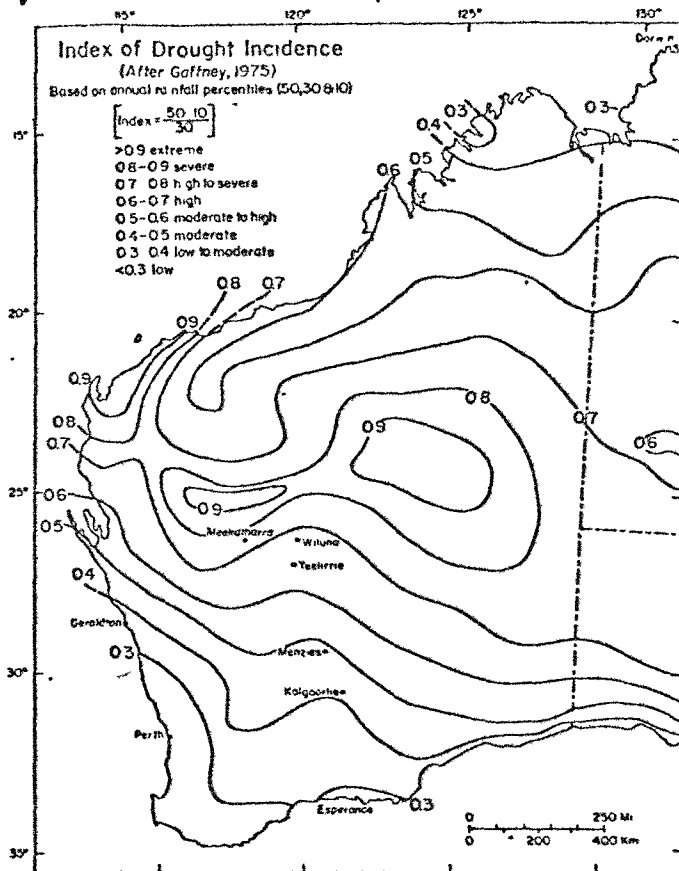 115°
120°
125°
130°
Index of Drought Incidence
(After Gaffney, 1975)
Based on annual rainfall percentiles (50,30&10)
[Index = 50-10
30]
>0.9 extreme
0.8-0.9 severe
0.7 0.8 high to severe
0.6-0.7 high
0.5-0.6 moderate to high
0.4-0.5 moderate
0.3 0.4 low to moderate
<0.3 low
Darwin
0.3
0.3
0.4
15°
0.5
0.6
0.8
0.7
20°
0.9
0.9
0.8
0.9
0.8
0.7
0.7
0.6
25°
0.6
0.9
0.5
Meekatharra
Wiluna
Yeelirrie
0.4
Geraldton
0.3
Menzies
30°
Kalgoorlie
Perth
Esperance
0.3
0 250 Mi
0 200 400 Km
35°